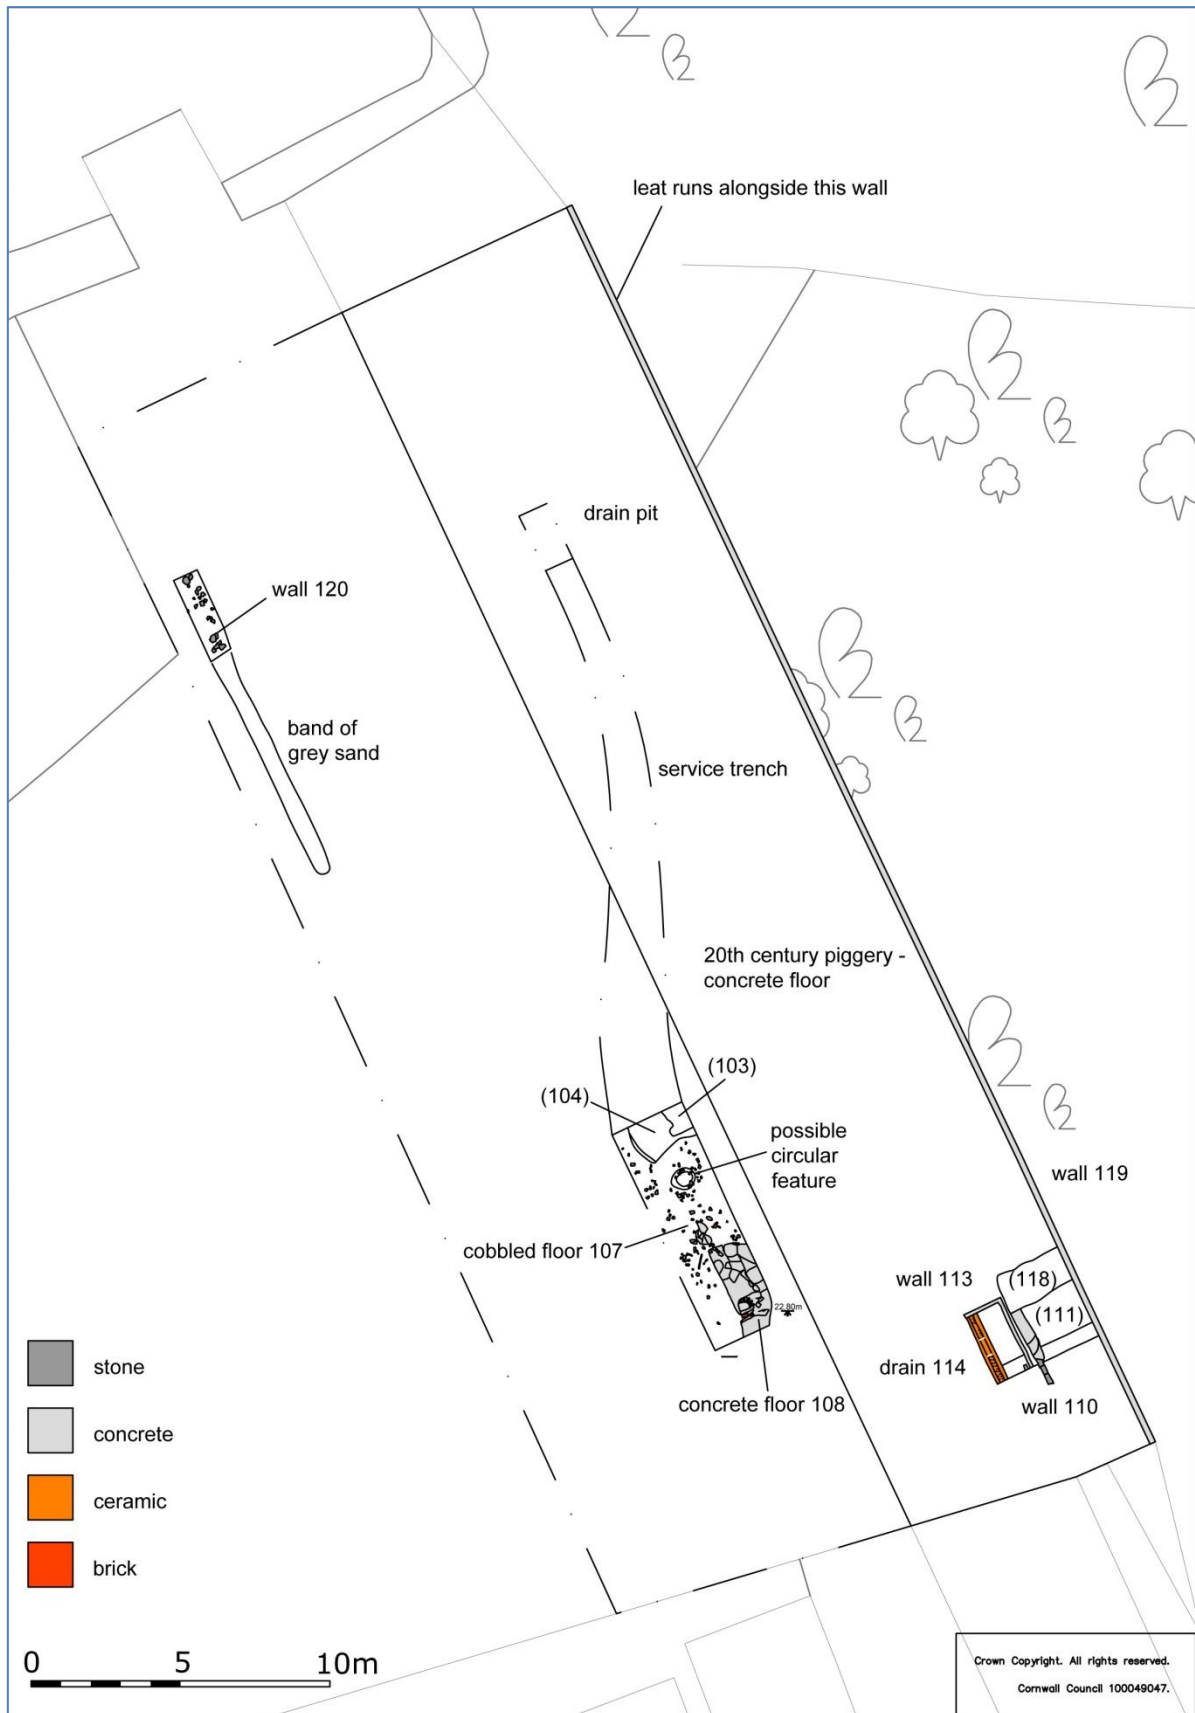 leat runs alongside this wall
drain pit
wall 120
band of
grey sand
service trench
20th century piggery -
concrete floor
(103)
(104)
possible
circular
feature
wall 119
cobbled floor 107
wall 113
(118)
(111)
22.80m
drain 114
concrete floor 108
wall 110
stone
concrete
ceramic
brick
0 5 10m
Crown Copyright. All rights reserved.
Cornwall Council 100049047.